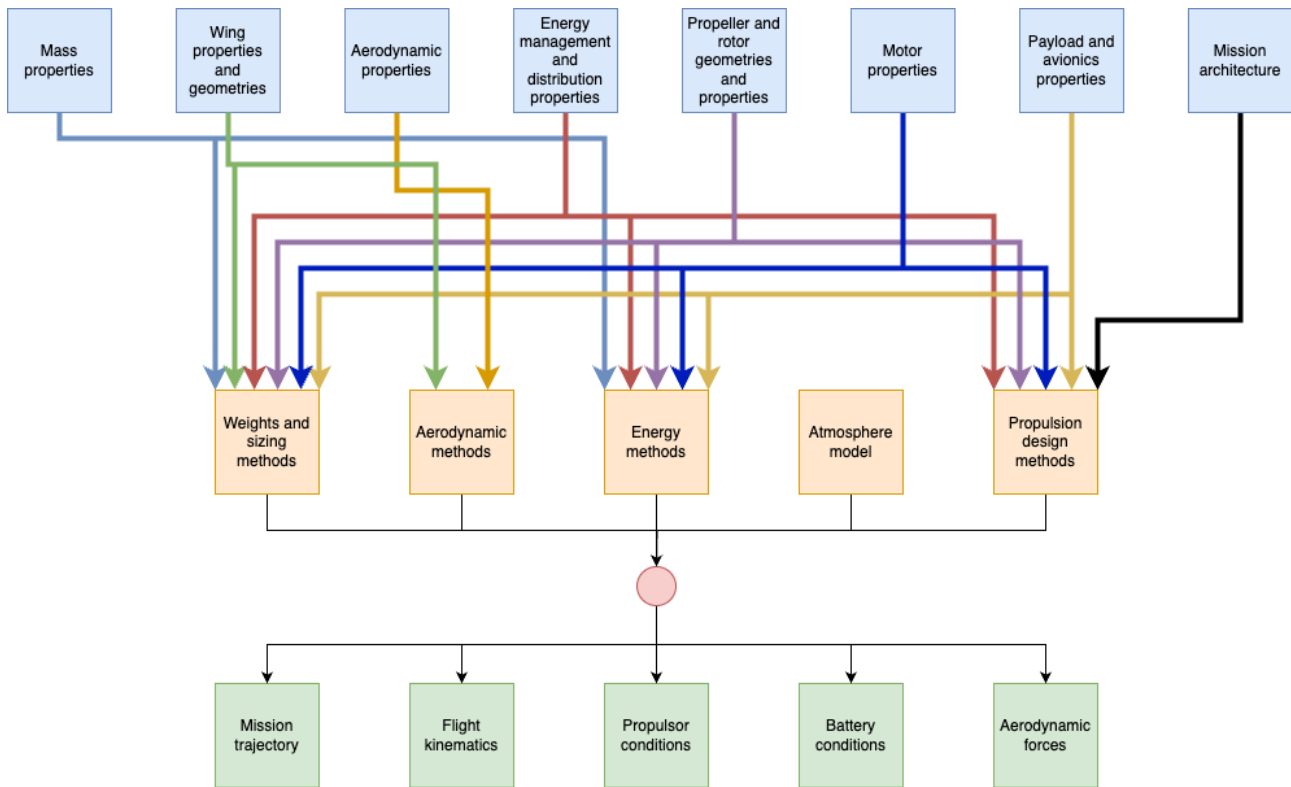 Mass
properties
Wing
properties
and
geometries
Aerodynamic
properties
Energy
management
and
distribution
properties
Propeller and
rotor
geometries
and
properties
Motor
properties
Payload and
avionics
properties
Mission
architecture
Weights and
sizing
methods
Aerodynamic
methods
Energy
methods
Atmosphere
model
Propulsion
design
methods
Mission
trajectory
Flight
kinematics
Propulsor
conditions
Battery
conditions
Aerodynamic
forces